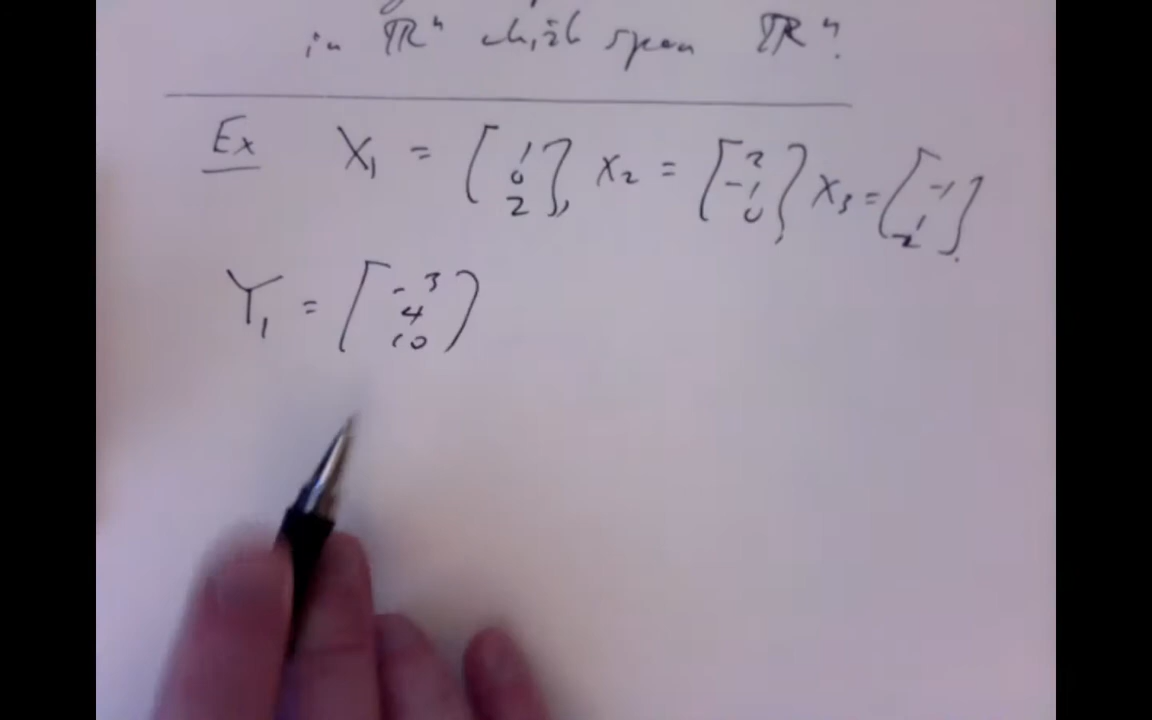 in ℝⁿ which span ℝⁿ.
Ex X₁ = [1 0 2], X₂ = [2 -1 0], X₃ = [-1 1 2].
Y₁ = [-3 4 10]